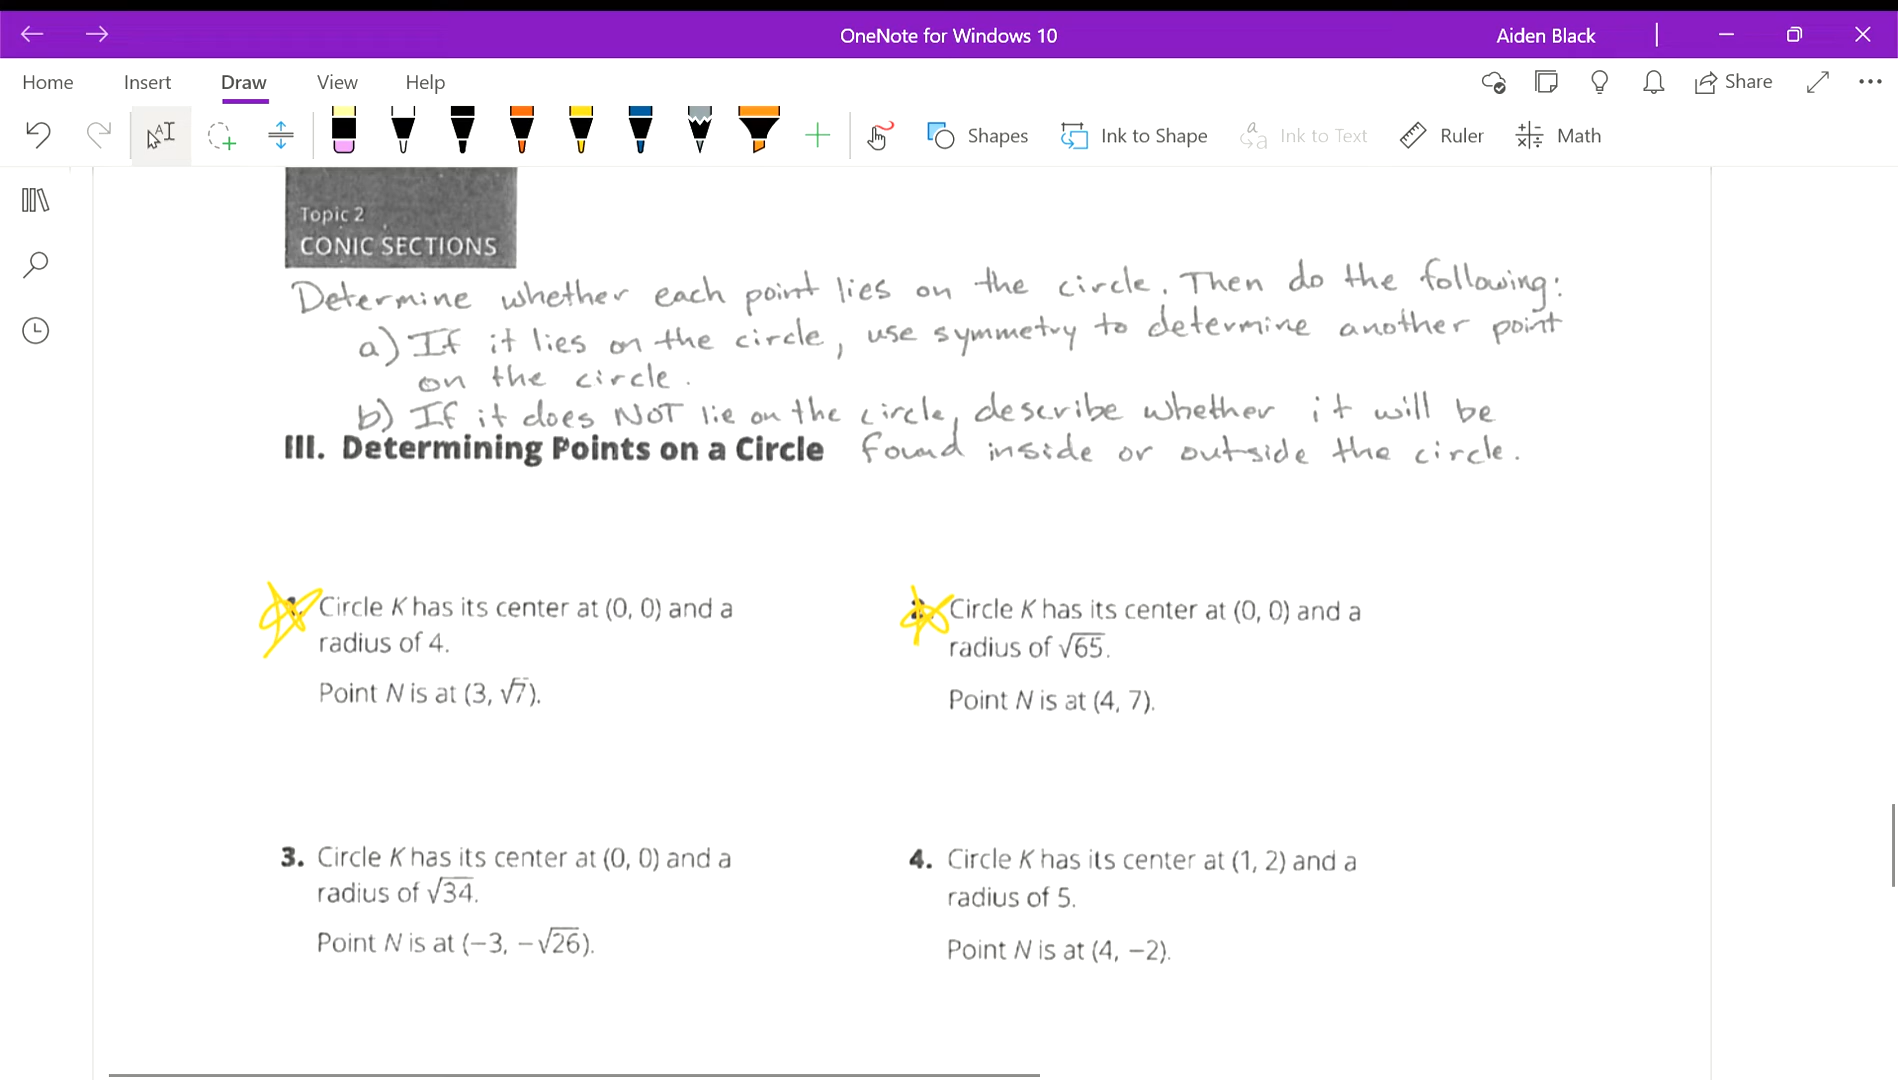 OneNote for Windows 10
Aiden Black
Home Insert Draw View Help
Share
Shapes Ink to Shape Ink to Text Ruler Math
Topic 2
CONIC SECTIONS
Determine whether each point lies on the circle. Then do the following:
a) If it lies on the circle, use symmetry to determine another point
on the circle.
b) If it does NOT lie on the circle, describe whether it will be
III. Determining Points on a Circle found inside or outside the circle.
Circle K has its center at (0, 0) and a
radius of 4.
Point N is at (3, √7).
2. Circle K has its center at (0, 0) and a
radius of √65.
Point N is at (4, 7).
3. Circle K has its center at (0, 0) and a
radius of √34.
Point N is at (−3, −√26).
4. Circle K has its center at (1, 2) and a
radius of 5.
Point N is at (4, −2).